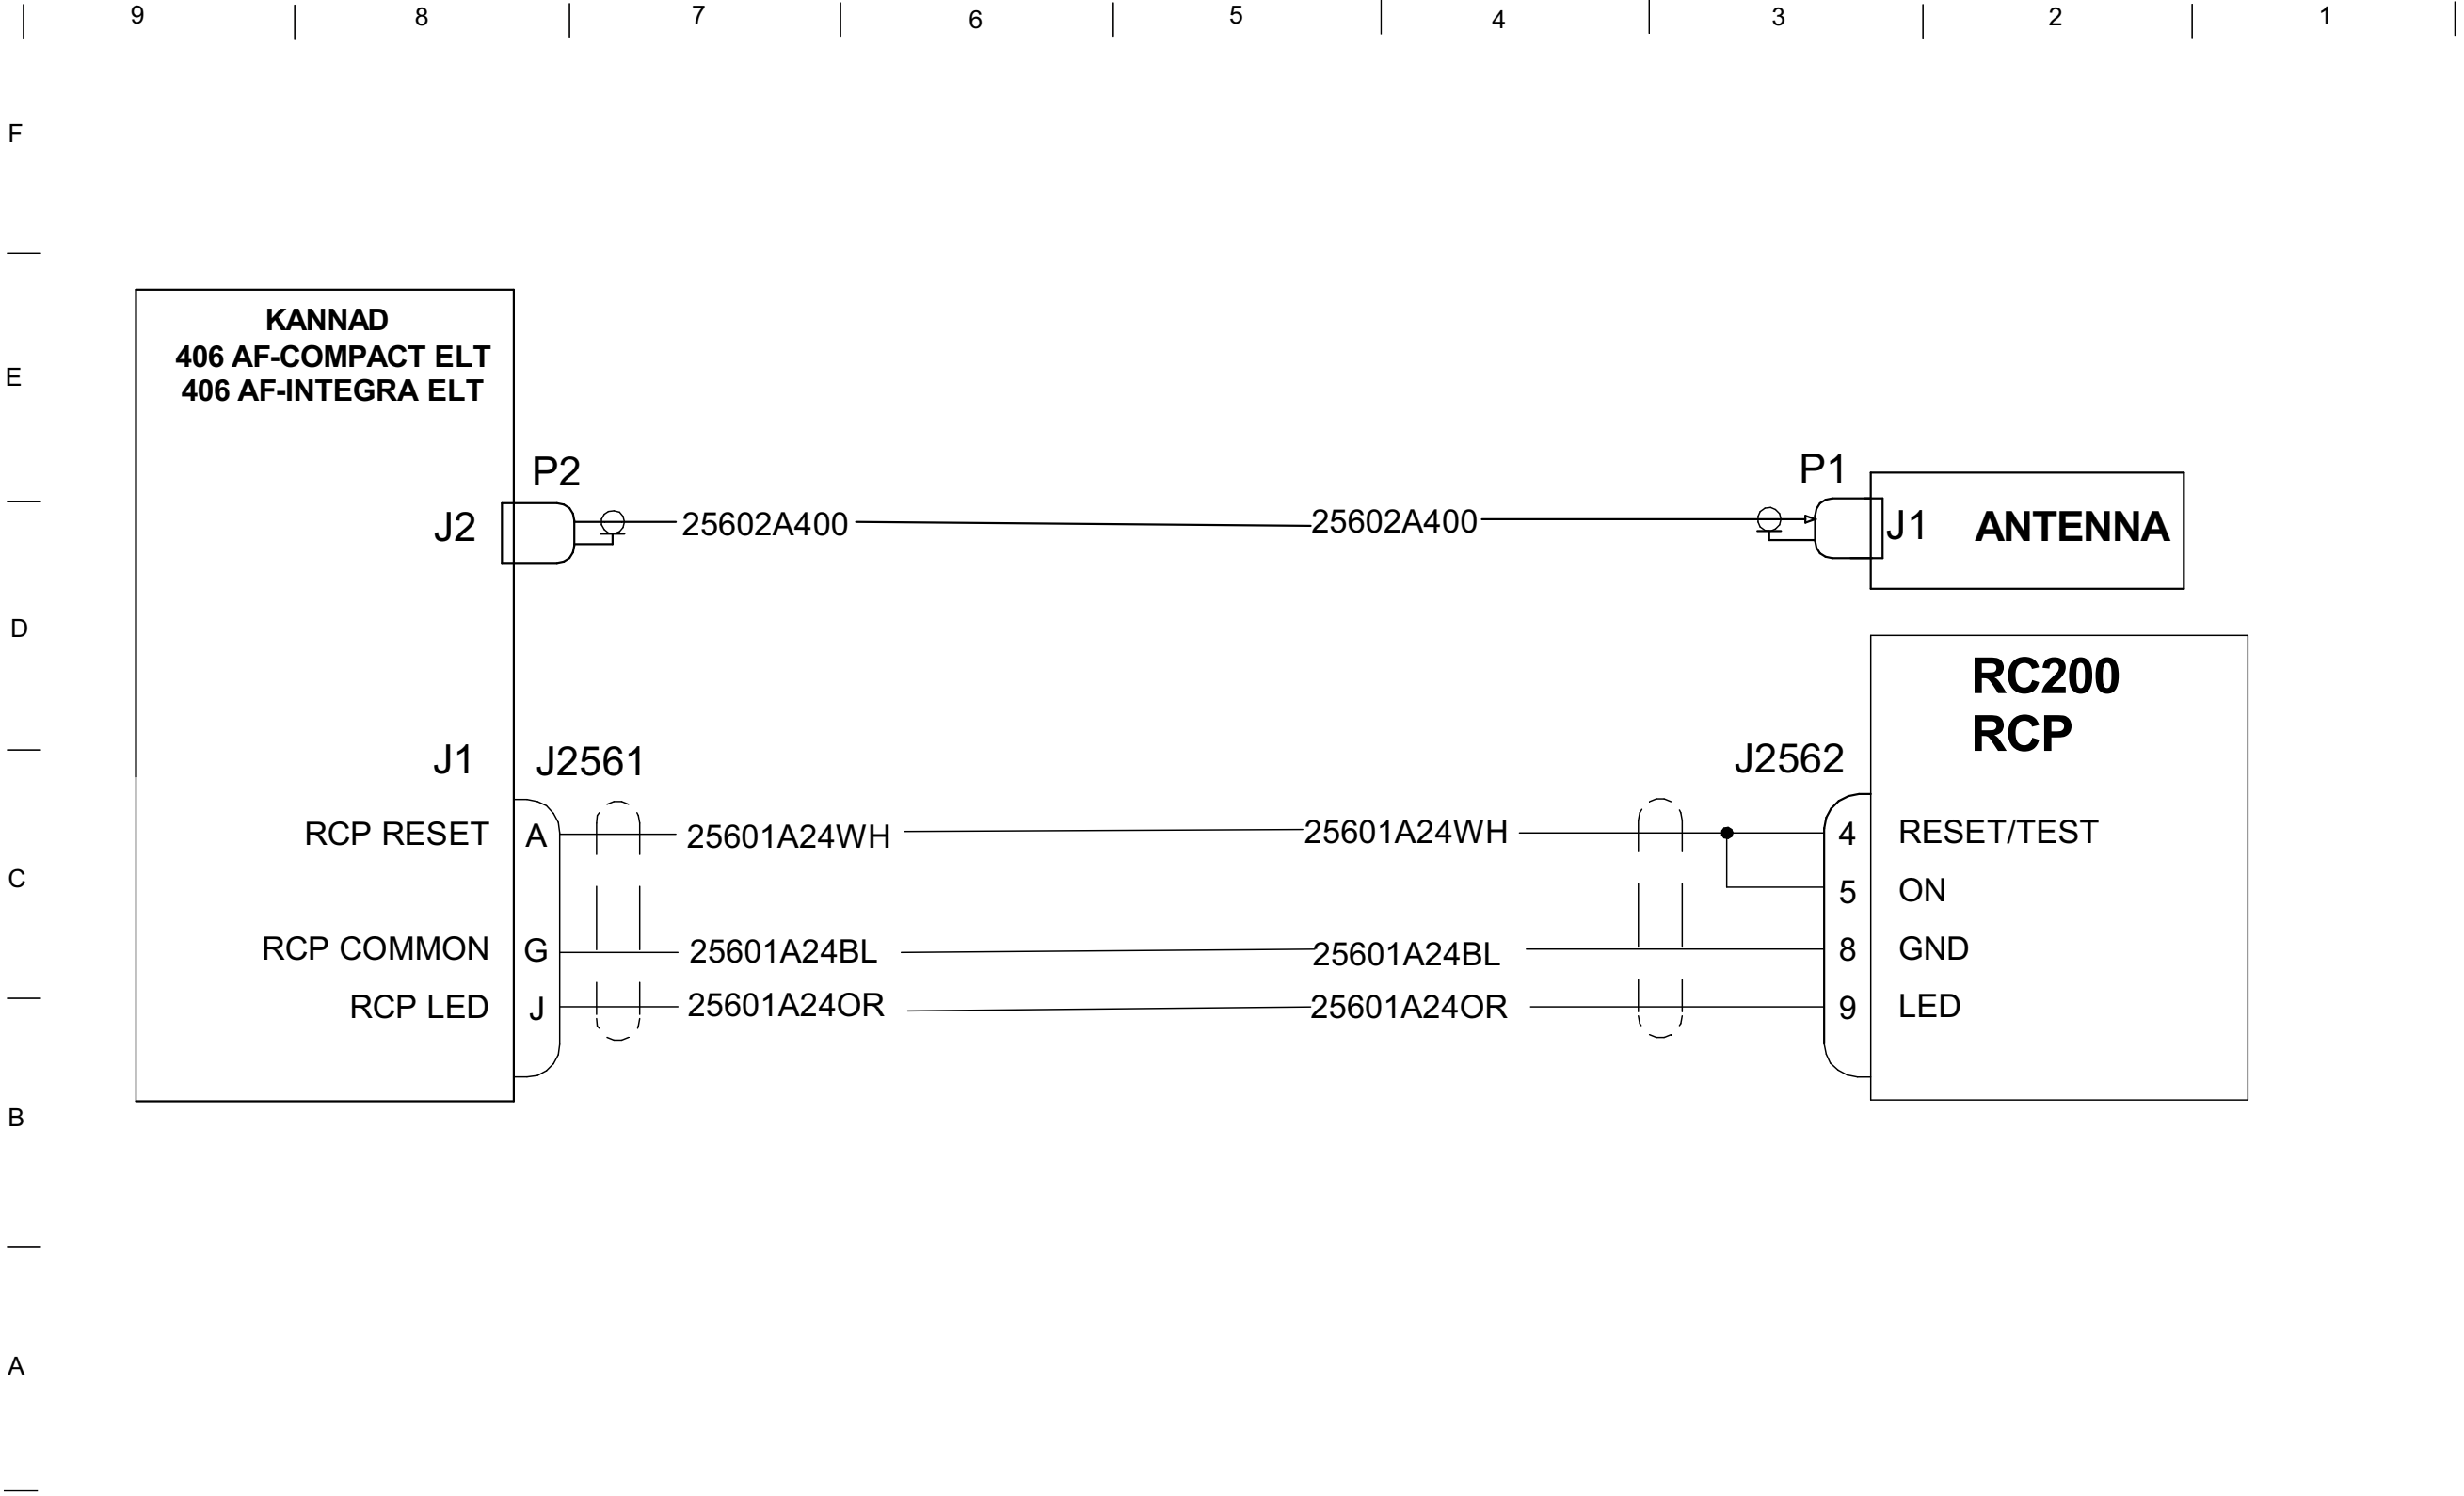 9 8 7 6 5 4 3 2 1
F
KANNAD
406 AF-COMPACT ELT
406 AF-INTEGRA ELT
E
P2 P1
J2 25602A400 25602A400 J1 ANTENNA
D
RC200
RCP
J1 J2561 J2562
RCP RESET A 25601A24WH 25601A24WH 4 RESET/TEST
C 5 ON
RCP COMMON G 25601A24BL 25601A24BL 8 GND
RCP LED J 25601A24OR 25601A24OR 9 LED
B
A